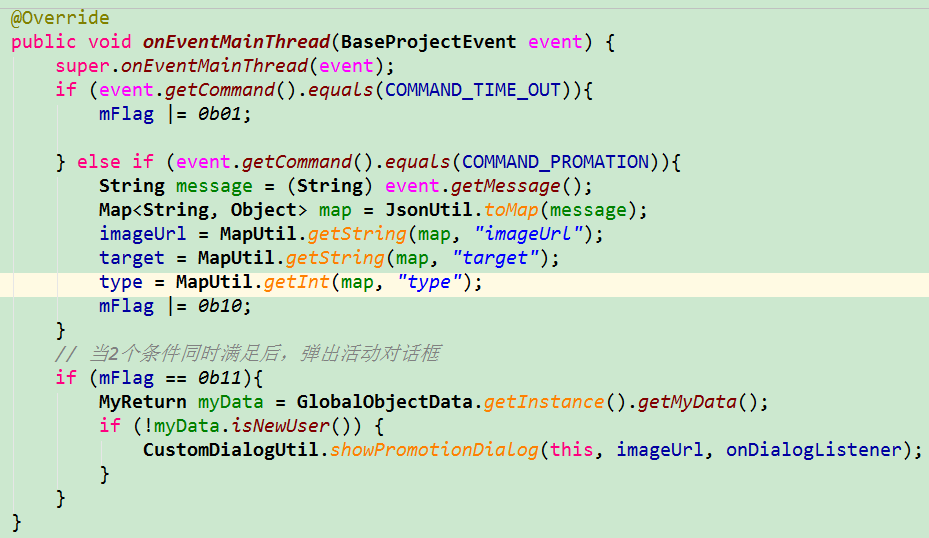 @Override
public void onEventMainThread(BaseProjectEvent event) {
super.onEventMainThread(event);
if (event.getCommand().equals(COMMAND_TIME_OUT)){
mFlag |= 0b01;
} else if (event.getCommand().equals(COMMAND_PROMATION)){
String message = (String) event.getMessage();
Map<String, Object> map = JsonUtil.toMap(message);
imageUrl = MapUtil.getString(map, "imageUrl");
target = MapUtil.getString(map, "target");
type = MapUtil.getInt(map, "type");
mFlag |= 0b10;
}
// 当2个条件同时满足后，弹出活动对话框
if (mFlag == 0b11){
MyReturn myData = GlobalObjectData.getInstance().getMyData();
if (!myData.isNewUser()) {
CustomDialogUtil.showPromotionDialog(this, imageUrl, onDialogListener);
}
}
}